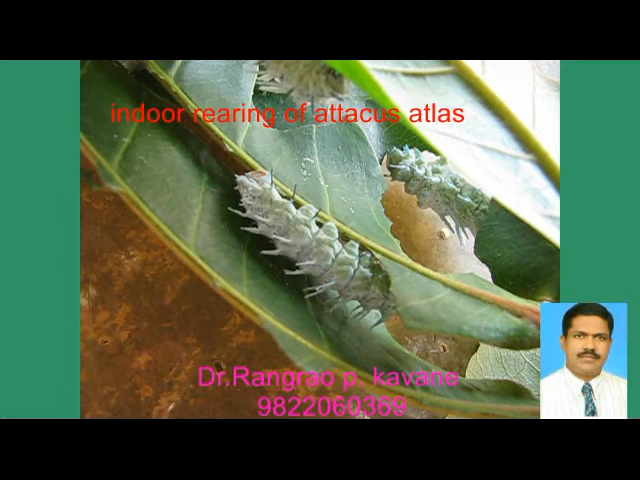 indoor rearing of attacus atlas
Dr.Rangrao p. kavane
9822060369